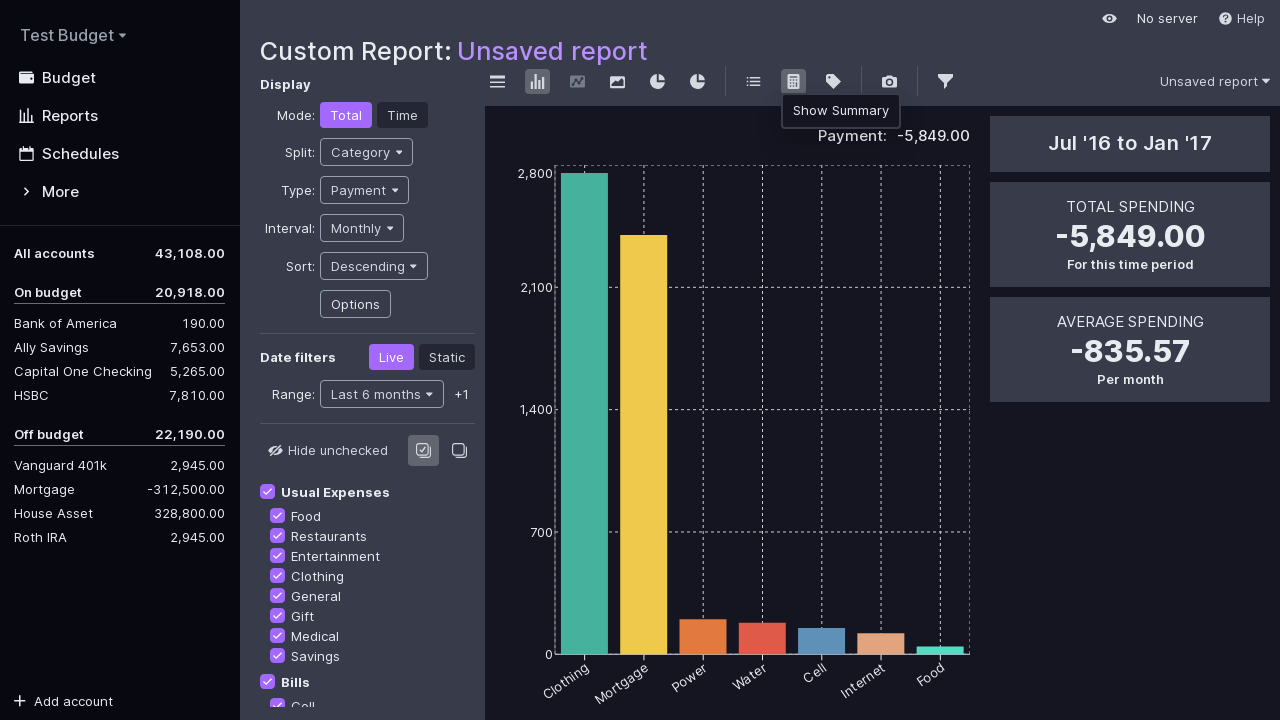 Test Budget
Budget
Reports
Schedules
More
All accounts 43,108.00
On budget 20,918.00
Bank of America 190.00
Ally Savings 7,653.00
Capital One Checking 5,265.00
HSBC 7,810.00
Off budget 22,190.00
Vanguard 401k 2,945.00
Mortgage -312,500.00
House Asset 328,800.00
Roth IRA 2,945.00
Add account
No server Help
Custom Report: Unsaved report
Display
Mode: Total Time
Split: Category
Type: Payment
Interval: Monthly
Sort: Descending
Options
Date filters Live Static
Range: Last 6 months +1
Hide unchecked
Usual Expenses
Food
Restaurants
Entertainment
Clothing
General
Gift
Medical
Savings
Bills
Cell
Unsaved report
Show Summary
Payment: -5,849.00
2,800
2,100
1,400
700
0
Clothing
Mortgage
Power
Water
Cell
Internet
Food
Jul '16 to Jan '17
TOTAL SPENDING
-5,849.00
For this time period
AVERAGE SPENDING
-835.57
Per month